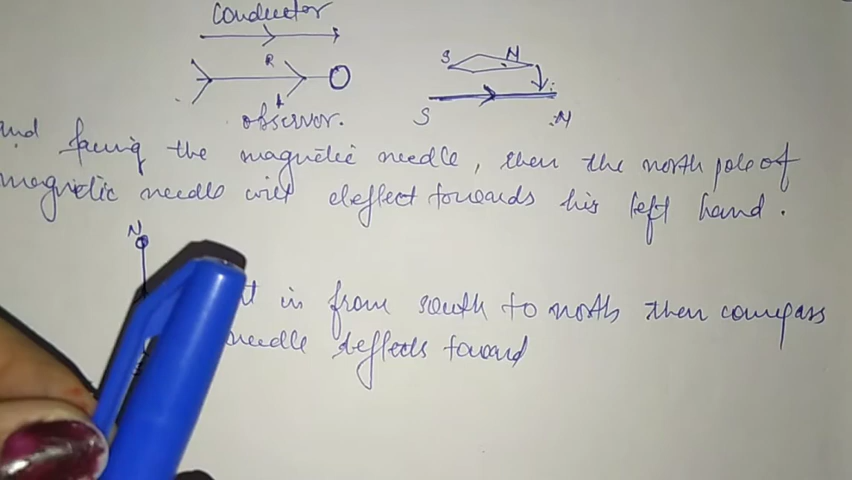 conductor
R
S N
observer.
S
N
and facing the magnetic needle, then the north pole of
magnetic needle will deflect towards his left hand.
N
in from south to north then compass
needle deflects toward